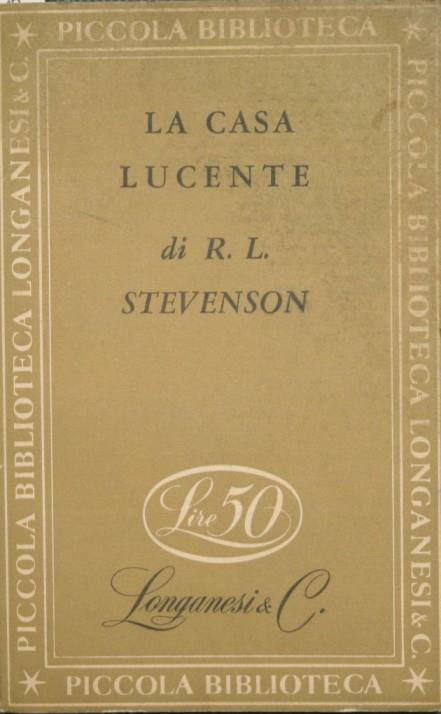 PICCOLA BIBLIOTECA
PICCOLA BIBLIOTECA LONGANESI & C.
PICCOLA BIBLIOTECA LONGANESI & C.
LA CASA
LUCENTE
di R. L.
STEVENSON
Lire 50
Longanesi & C.
PICCOLA BIBLIOTECA